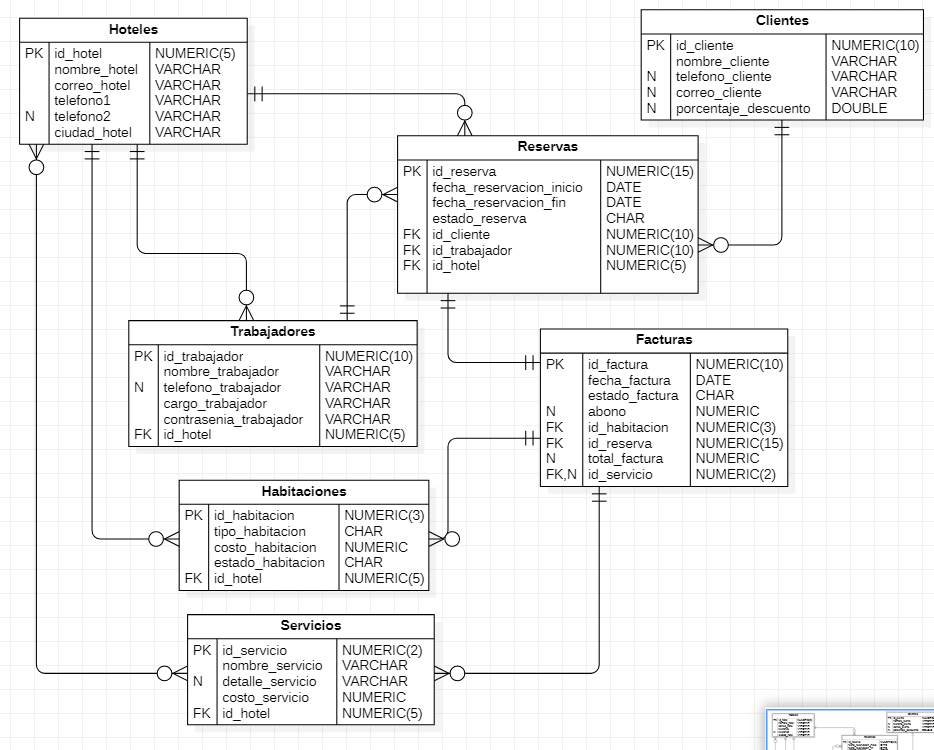 Hoteles
PK id_hotel NUMERIC(5)
nombre_hotel VARCHAR
correo_hotel VARCHAR
telefono1 VARCHAR
N telefono2 VARCHAR
ciudad_hotel VARCHAR
Clientes
PK id_cliente NUMERIC(10)
nombre_cliente VARCHAR
N telefono_cliente VARCHAR
N correo_cliente VARCHAR
N porcentaje_descuento DOUBLE
Reservas
PK id_reserva NUMERIC(15)
fecha_reservacion_inicio DATE
fecha_reservacion_fin DATE
estado_reserva CHAR
FK id_cliente NUMERIC(10)
FK id_trabajador NUMERIC(10)
FK id_hotel NUMERIC(5)
Trabajadores
PK id_trabajador NUMERIC(10)
nombre_trabajador VARCHAR
N telefono_trabajador VARCHAR
cargo_trabajador VARCHAR
contrasenia_trabajador VARCHAR
FK id_hotel NUMERIC(5)
Facturas
PK id_factura NUMERIC(10)
fecha_factura DATE
estado_factura CHAR
N abono NUMERIC
FK id_habitacion NUMERIC(3)
FK id_reserva NUMERIC(15)
N total_factura NUMERIC
FK,N id_servicio NUMERIC(2)
Habitaciones
PK id_habitacion NUMERIC(3)
tipo_habitacion CHAR
costo_habitacion NUMERIC
estado_habitacion CHAR
FK id_hotel NUMERIC(5)
Servicios
PK id_servicio NUMERIC(2)
nombre_servicio VARCHAR
N detalle_servicio VARCHAR
costo_servicio NUMERIC
FK id_hotel NUMERIC(5)